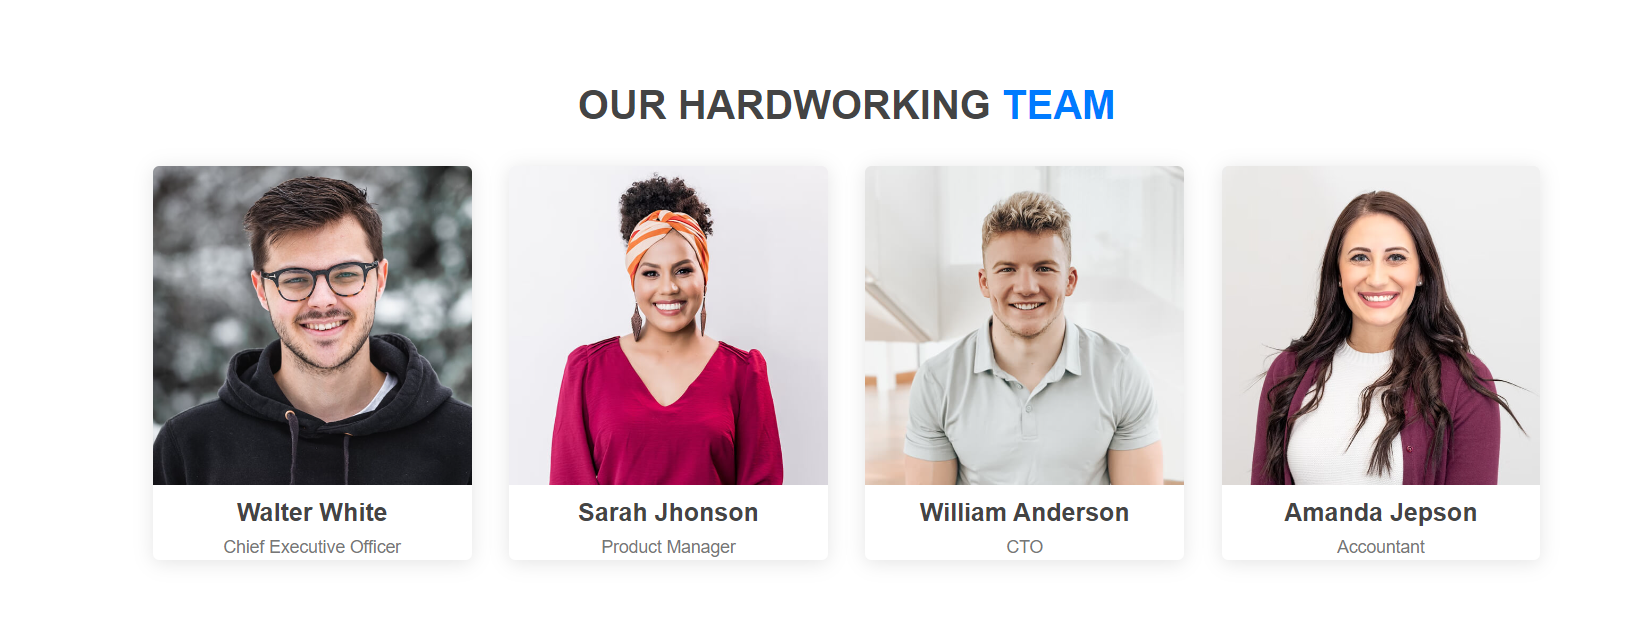 OUR HARDWORKING TEAM
Walter White
Chief Executive Officer
Sarah Jhonson
Product Manager
William Anderson
CTO
Amanda Jepson
Accountant